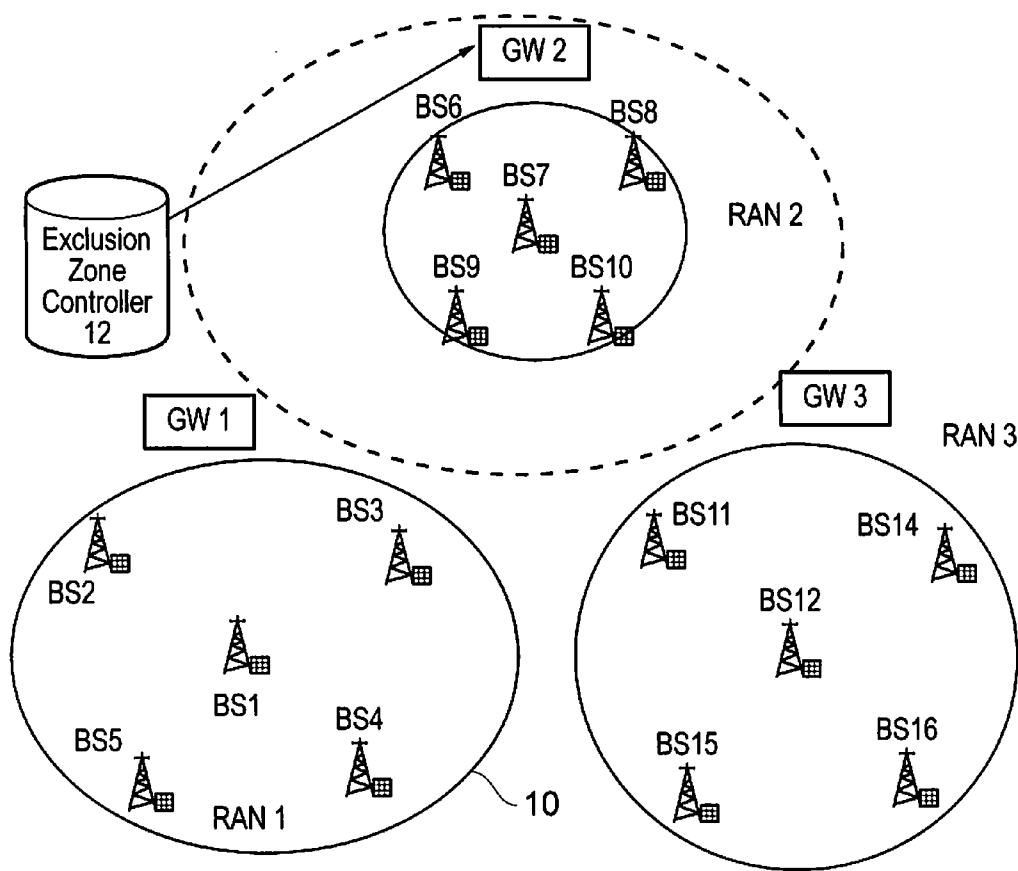 GW 2
BS6
BS8
BS7
RAN 2
Exclusion
Zone
Controller
12
BS9
BS10
GW 1
GW 3
RAN 3
BS3
BS11
BS14
BS2
BS12
BS1
BS4
BS5
BS15
BS16
RAN 1
10